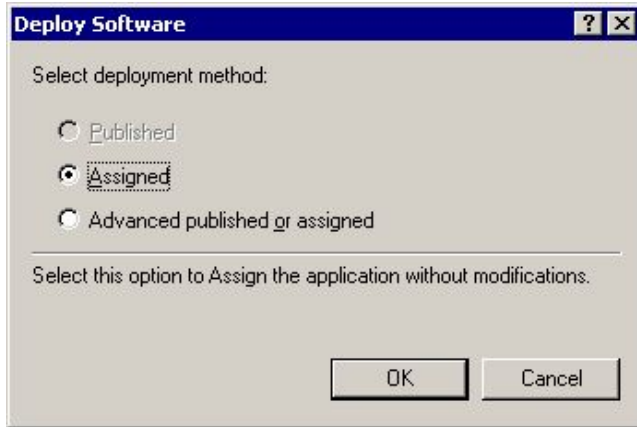 Deploy Software
Select deployment method:
Published
Assigned
Advanced published or assigned
Select this option to Assign the application without modifications.
OK Cancel